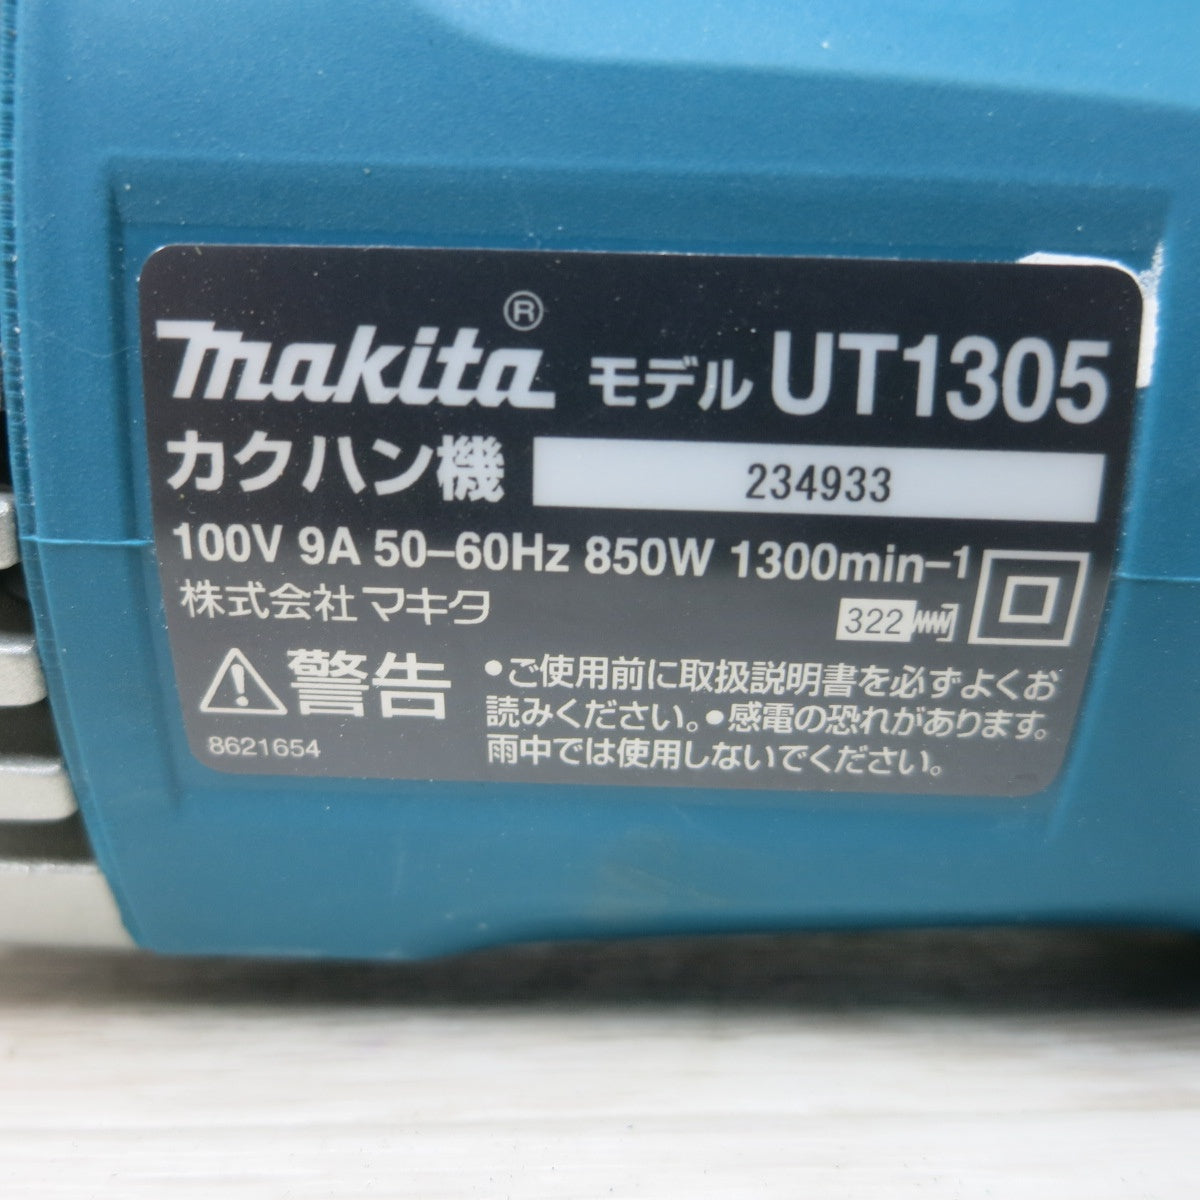 makita® モデル UT1305
カクハン機 234933
100V 9A 50–60Hz 850W 1300min–1
株式会社マキタ 322
警告
•ご使用前に取扱説明書を必ずよくお
読みください。•感電の恐れがあります。
雨中では使用しないでください。
8621654